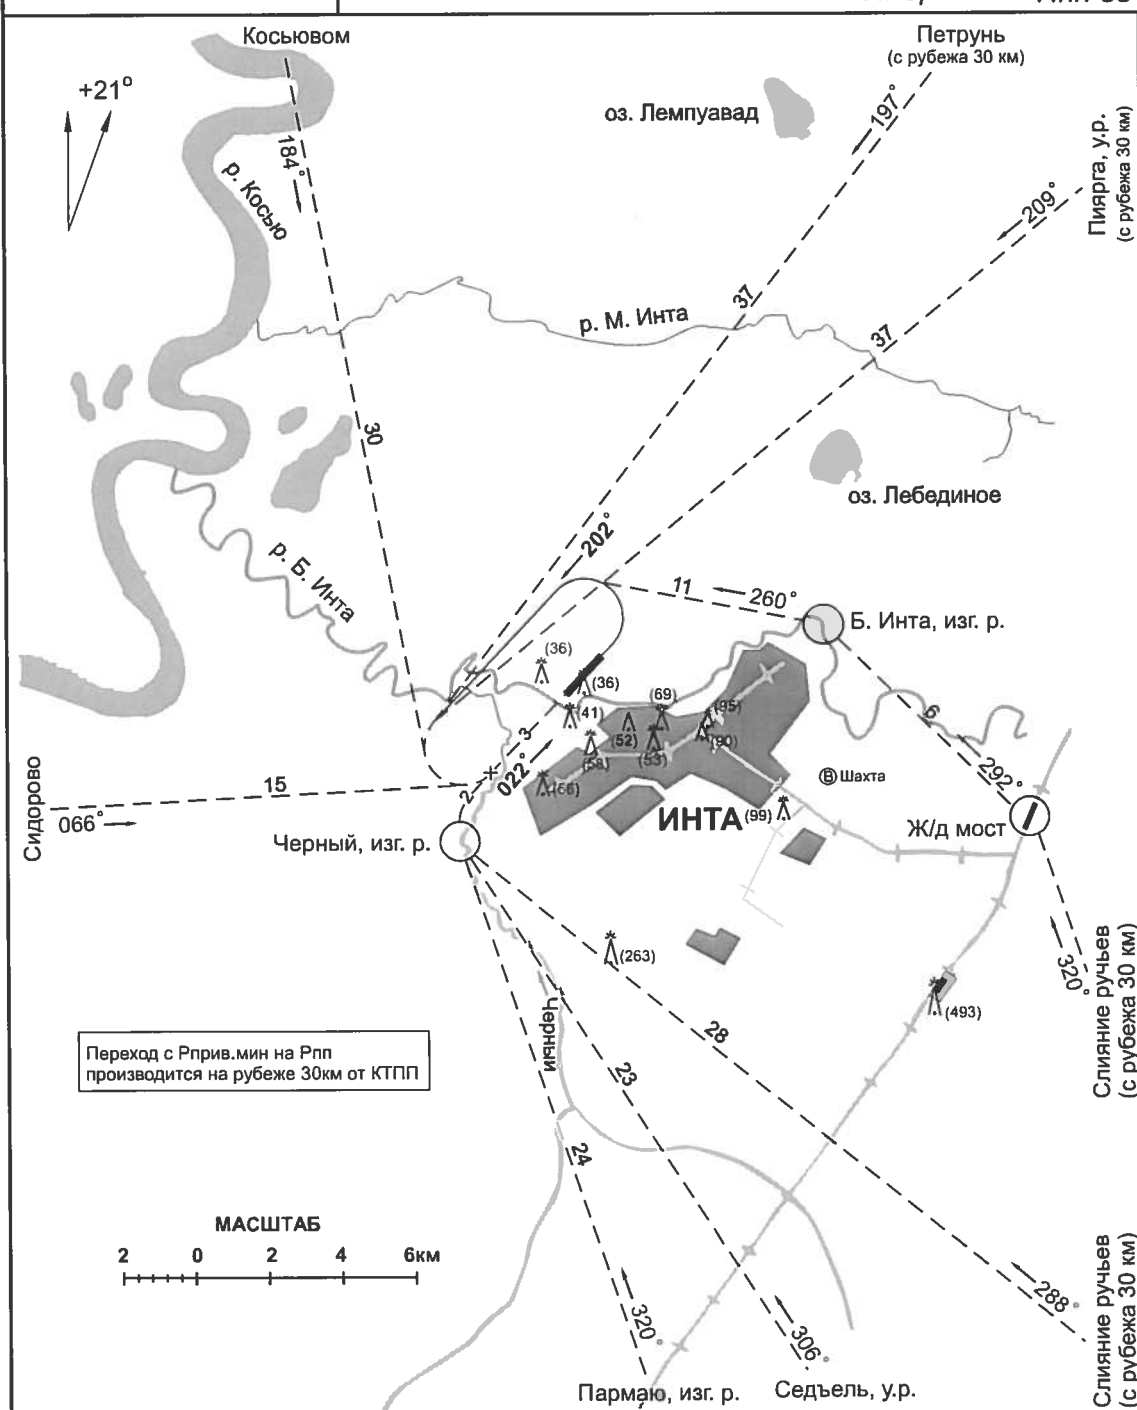 Косьювом
Петрунь
(с рубежа 30 км)
+21°
оз. Лемпуавад
197°
Пиярга, у.р.
(с рубежа 30 км)
184°
р. Косью
209°
37
р. М. Инта
37
30
оз. Лебединое
202°
р. Б. Инта
11
260°
Б. Инта, изг. р.
(36)
(36)
(69)
(95)
(41)
(52)
(90)
6
3
(58)
(53)
022°
292°
Сидорово
15
2
(66)
В Шахта
066°
ИНТА
(99)
Ж/д мост
Черный, изг. р.
(263)
320°
Слияние ручьев
(с рубежа 30 км)
(493)
Черный
28
Переход с Рприв.мин на Рпп
производится на рубеже 30км от КТПП
23
24
МАСШТАБ
2 0 2 4 6км
288°
Слияние ручьев
(с рубежа 30 км)
320°
306°
Пармаю, изг. р.
Седъель, у.р.